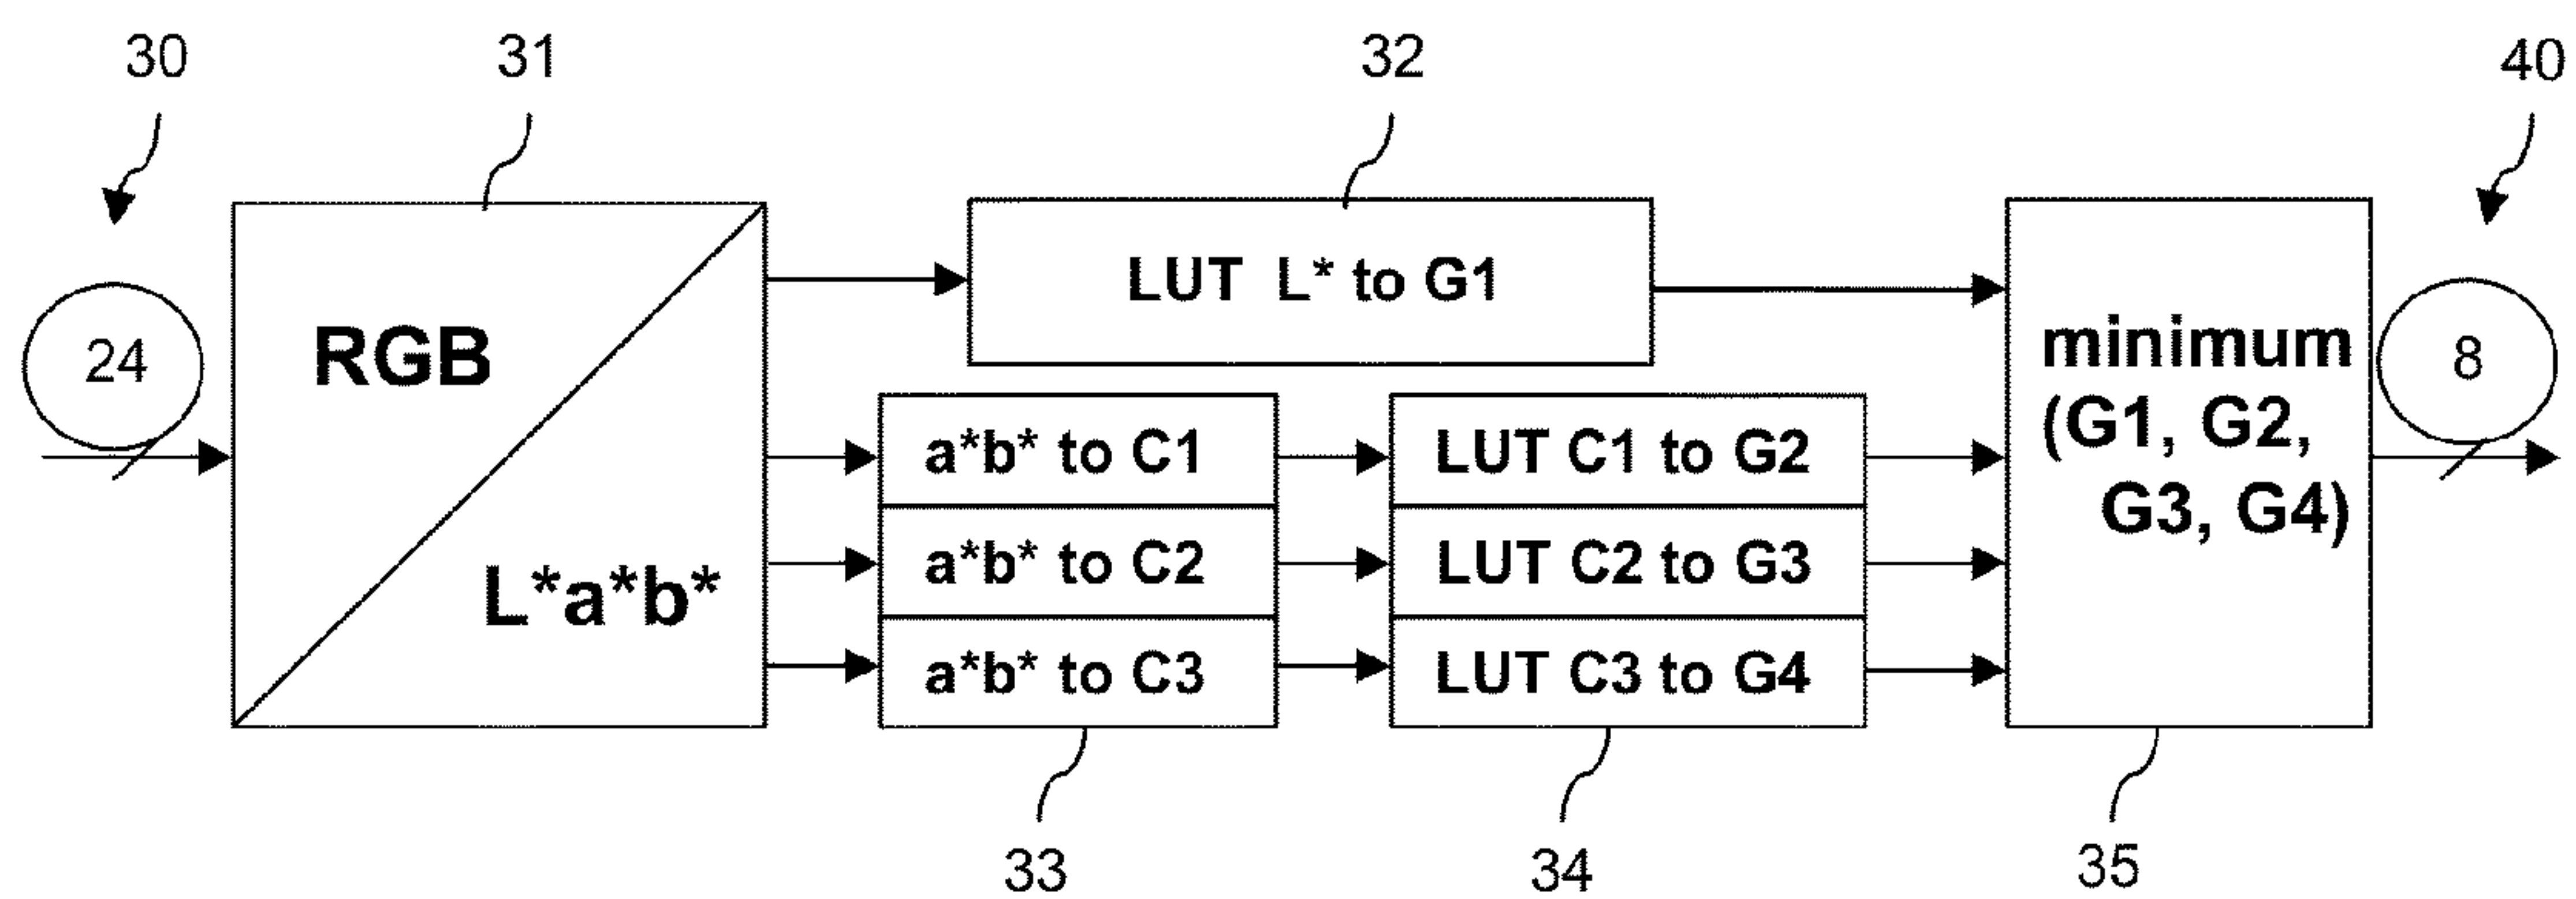 30
31
32
40
24
RGB
L*a*b*
LUT L* to G1
a*b* to C1
a*b* to C2
a*b* to C3
LUT C1 to G2
LUT C2 to G3
LUT C3 to G4
minimum
(G1, G2,
G3, G4)
8
33
34
35